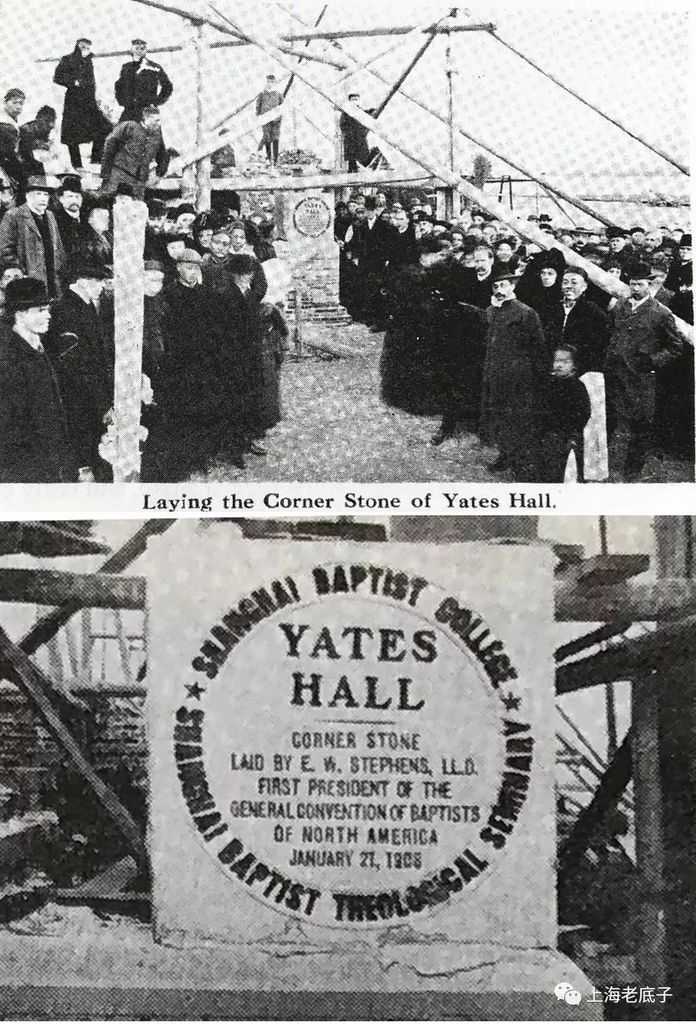 YATES
HALL
Laying the Corner Stone of Yates Hall.
SHANGHAI BAPTIST COLLEGE
★ SHANGHAI BAPTIST THEOLOGICAL SEMINARY ★
YATES
HALL
CORNER STONE
LAID BY E. W. STEPHENS, LL.D.
FIRST PRESIDENT OF THE
GENERAL CONVENTION OF BAPTISTS
OF NORTH AMERICA
JANUARY 21, 1908
上海老底子